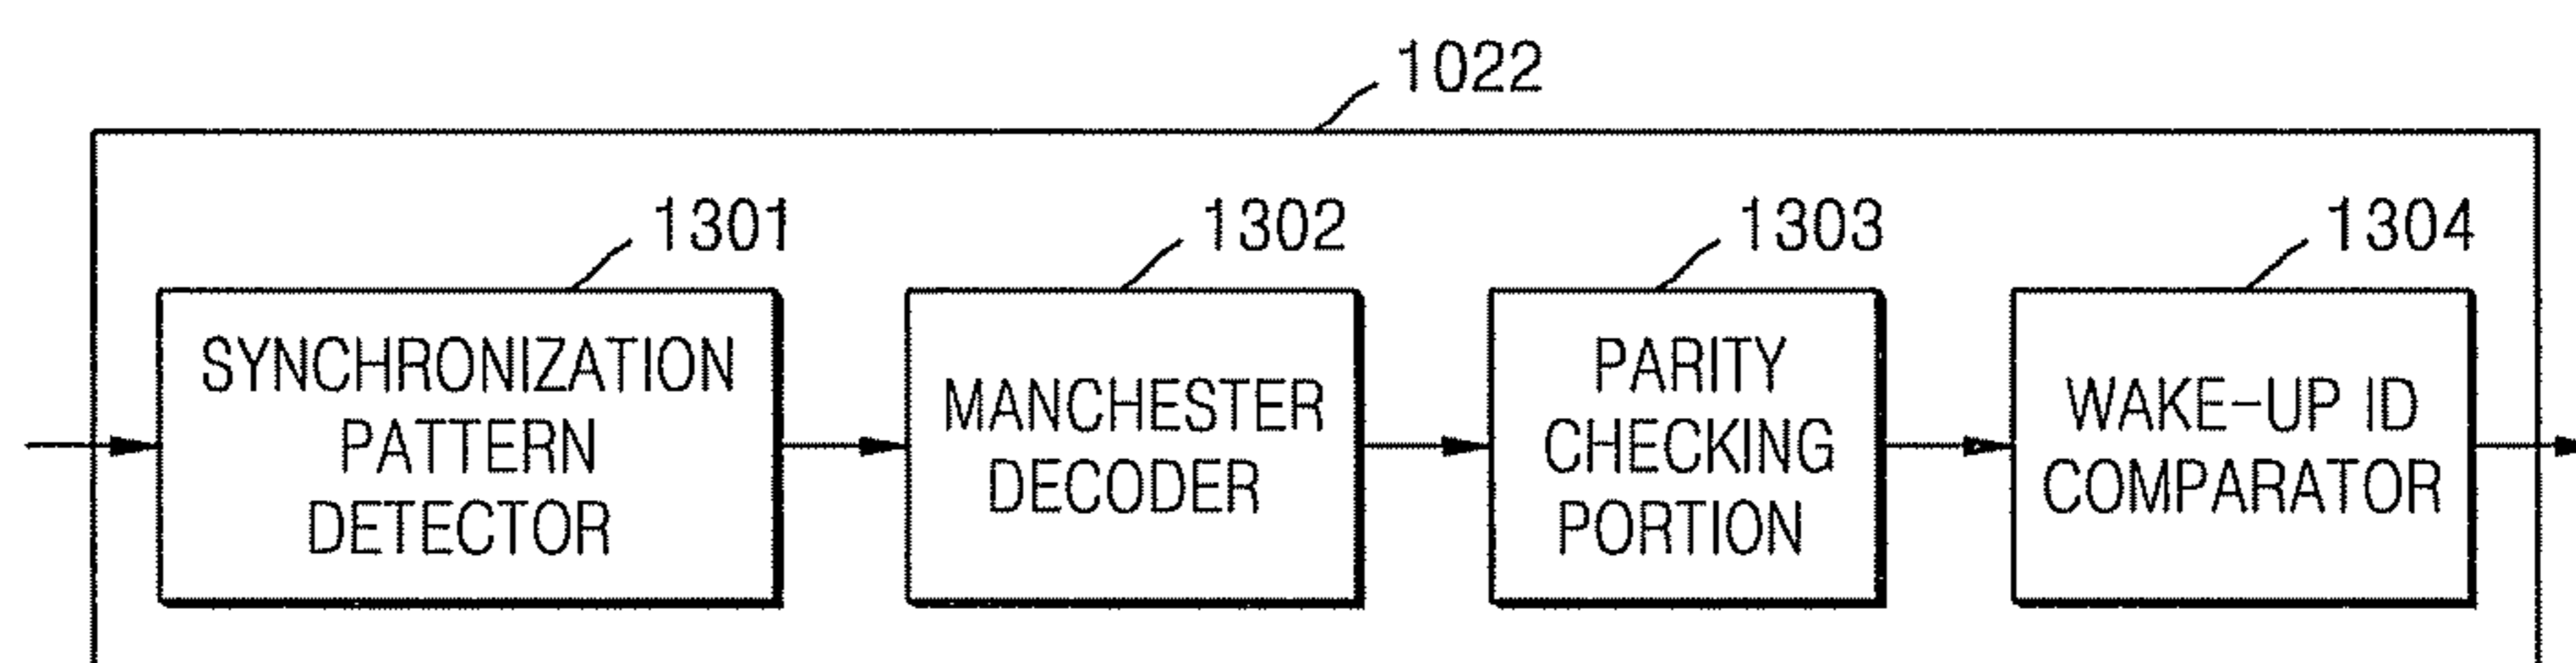 1022
1301
1302
1303
1304
SYNCHRONIZATION
PATTERN
DETECTOR
MANCHESTER
DECODER
PARITY
CHECKING
PORTION
WAKE-UP ID
COMPARATOR